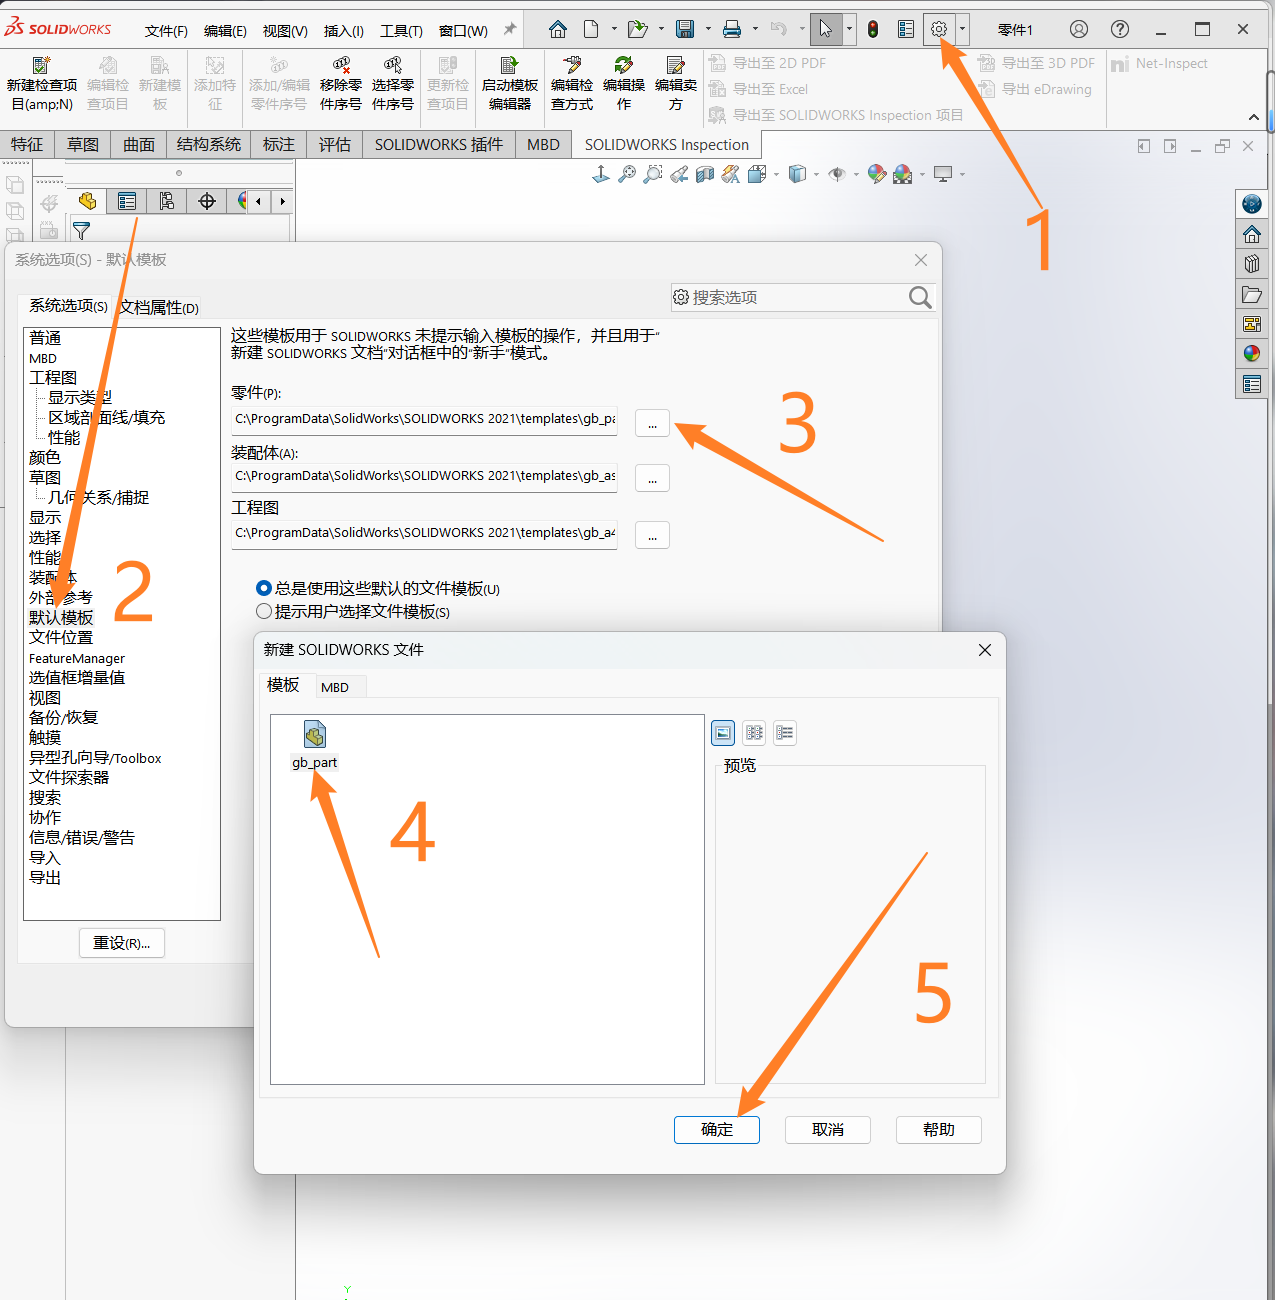 SOLIDWORKS 文件(F) 编辑(E) 视图(V) 插入(I) 工具(T) 窗口(W) 零件1
新建检查项目(amp;N)
编辑检查项目
新建模板
添加特征
添加/编辑零件序号
移除零件序号
选择零件序号
更新检查项目
启动模板编辑器
编辑检查方式
编辑操作
编辑卖方
导出至 2D PDF
导出至 Excel
导出至 SOLIDWORKS Inspection 项目
导出至 3D PDF
导出 eDrawing
Net-Inspect
特征 草图 曲面 结构系统 标注 评估 SOLIDWORKS 插件 MBD SOLIDWORKS Inspection
1
系统选项(S) - 默认模板
系统选项(S) 文档属性(D)
搜索选项
普通
MBD
工程图
显示类型
区域剖面线/填充
性能
颜色
草图
几何关系/捕捉
显示
选择
性能
装配体
外部参考
默认模板
文件位置
FeatureManager
选值框增量值
视图
备份/恢复
触摸
异型孔向导/Toolbox
文件探索器
搜索
协作
信息/错误/警告
导入
导出
重设(R)...
2
这些模板用于 SOLIDWORKS 未提示输入模板的操作，并且用于“
新建 SOLIDWORKS 文档”对话框中的“新手”模式。
零件(P):
C:\ProgramData\SolidWorks\SOLIDWORKS 2021\templates\gb_pa ...
装配体(A):
C:\ProgramData\SolidWorks\SOLIDWORKS 2021\templates\gb_as ...
工程图
C:\ProgramData\SolidWorks\SOLIDWORKS 2021\templates\gb_a4 ...
3
总是使用这些默认的文件模板(U)
提示用户选择文件模板(S)
新建 SOLIDWORKS 文件
模板 MBD
gb_part
预览
4
5
确定 取消 帮助
Y